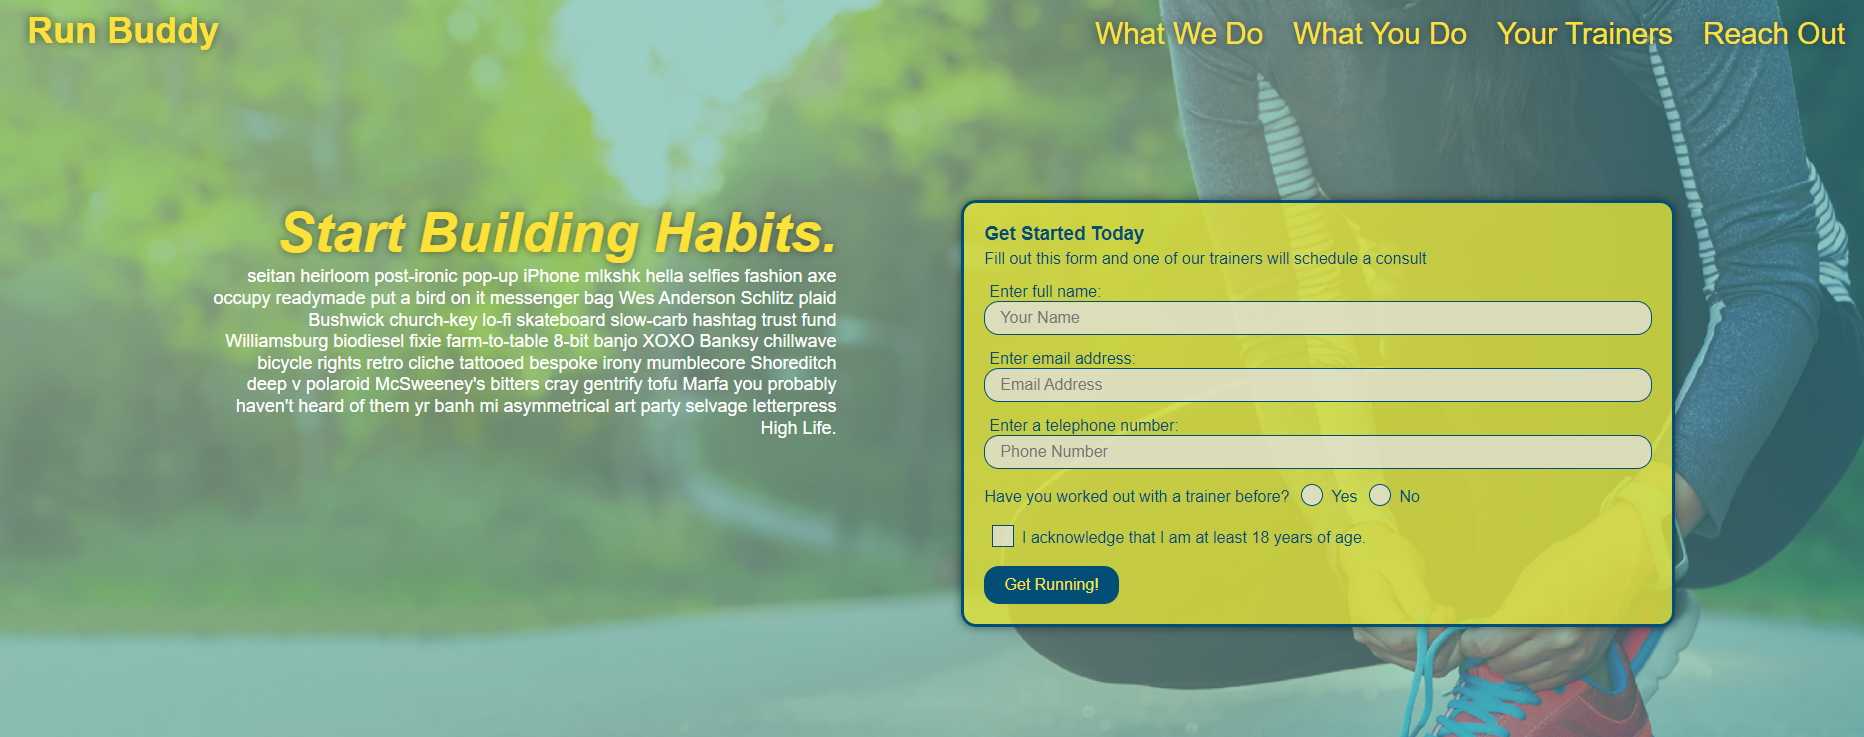 Run Buddy
What We Do
What You Do
Your Trainers
Reach Out
Start Building Habits.
seitan heirloom post-ironic pop-up iPhone mlkshk hella selfies fashion axe
occupy readymade put a bird on it messenger bag Wes Anderson Schlitz plaid
Bushwick church-key lo-fi skateboard slow-carb hashtag trust fund
Williamsburg biodiesel fixie farm-to-table 8-bit banjo XOXO Banksy chillwave
bicycle rights retro cliche tattooed bespoke irony mumblecore Shoreditch
deep v polaroid McSweeney's bitters cray gentrify tofu Marfa you probably
haven't heard of them yr banh mi asymmetrical art party selvage letterpress
High Life.
Get Started Today
Fill out this form and one of our trainers will schedule a consult
Enter full name:
Your Name
Enter email address:
Email Address
Enter a telephone number:
Phone Number
Have you worked out with a trainer before? Yes No
I acknowledge that I am at least 18 years of age.
Get Running!